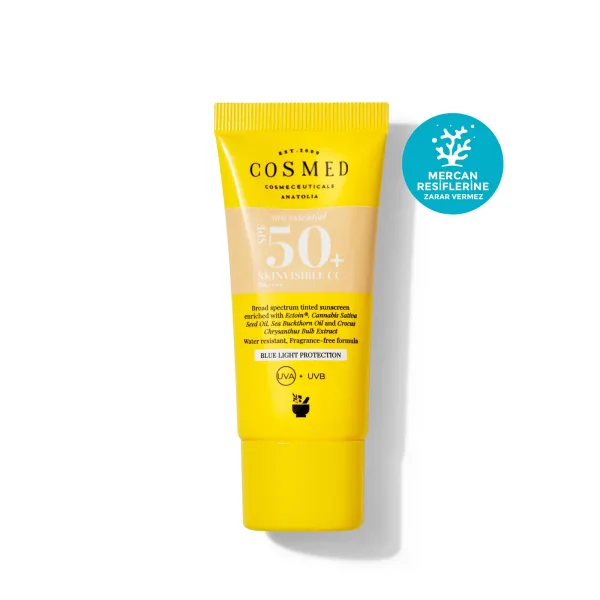 EST. 2009
COSMED
COSMECEUTICALS
ANATOLIA
sun essential
SPF
50+
SKINVISIBLE CC
Broad spectrum tinted sunscreen
enriched with Ectoin®, Cannabis Sativa
Seed Oil, Sea Buckthorn Oil and Crocus
Chrysanthus Bulb Extract
Water resistant, Fragrance-free formula
BLUE LIGHT PROTECTION
UVA + UVB
MERCAN
RESİFLERİNE
ZARAR VERMEZ